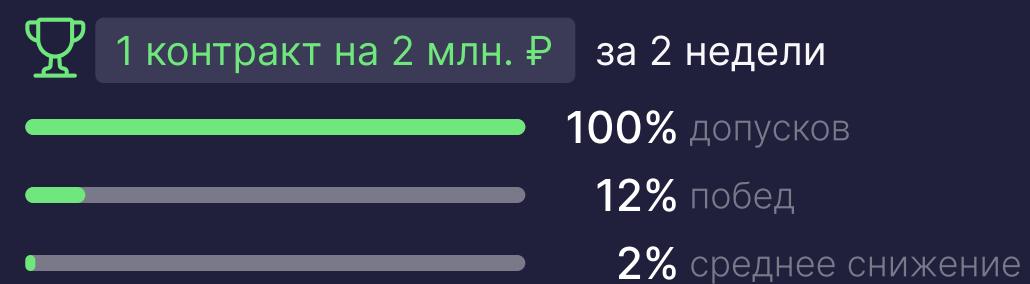 1 контракт на 2 млн. ₽ за 2 недели
100% допусков
12% побед
2% среднее снижение